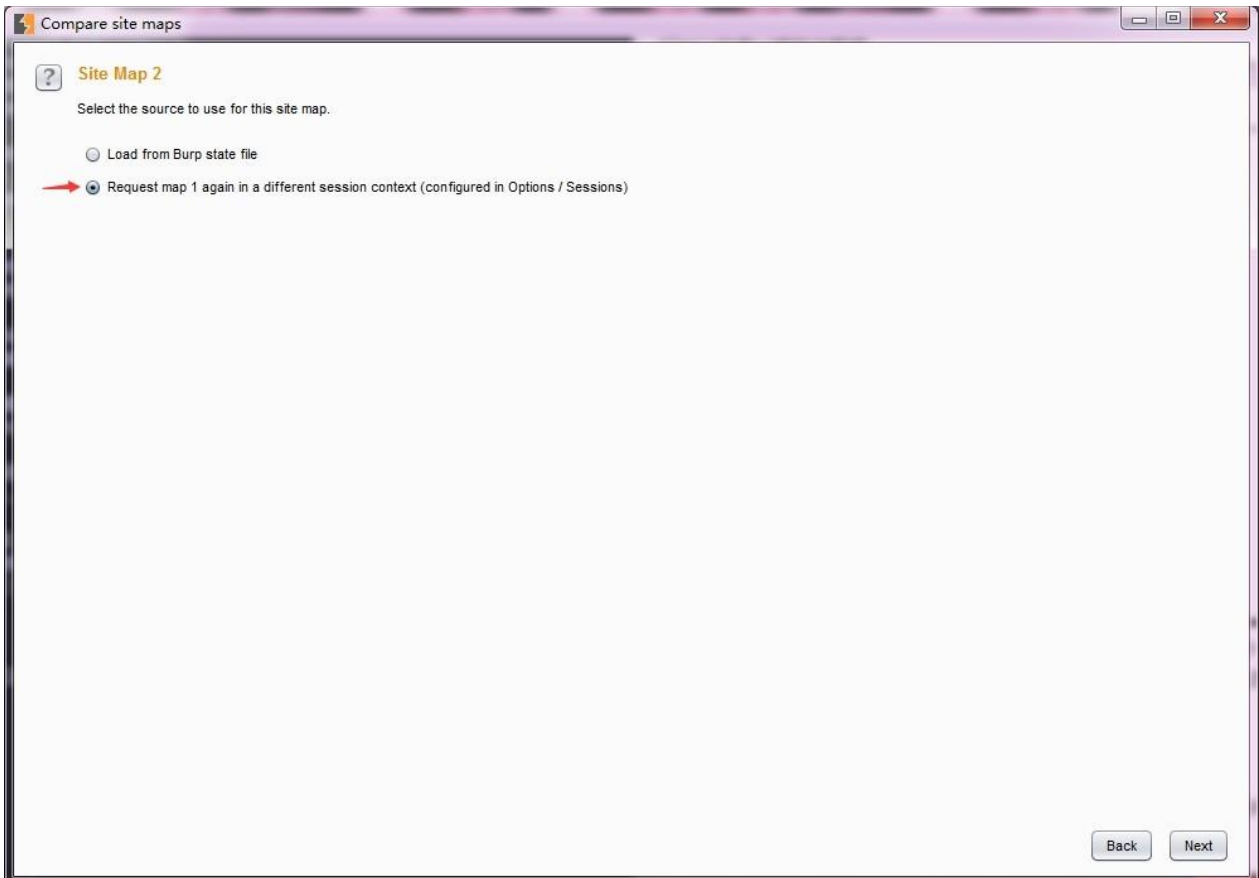 Compare site maps
?
Site Map 2
Select the source to use for this site map.
Load from Burp state file
Request map 1 again in a different session context (configured in Options / Sessions)
Back Next